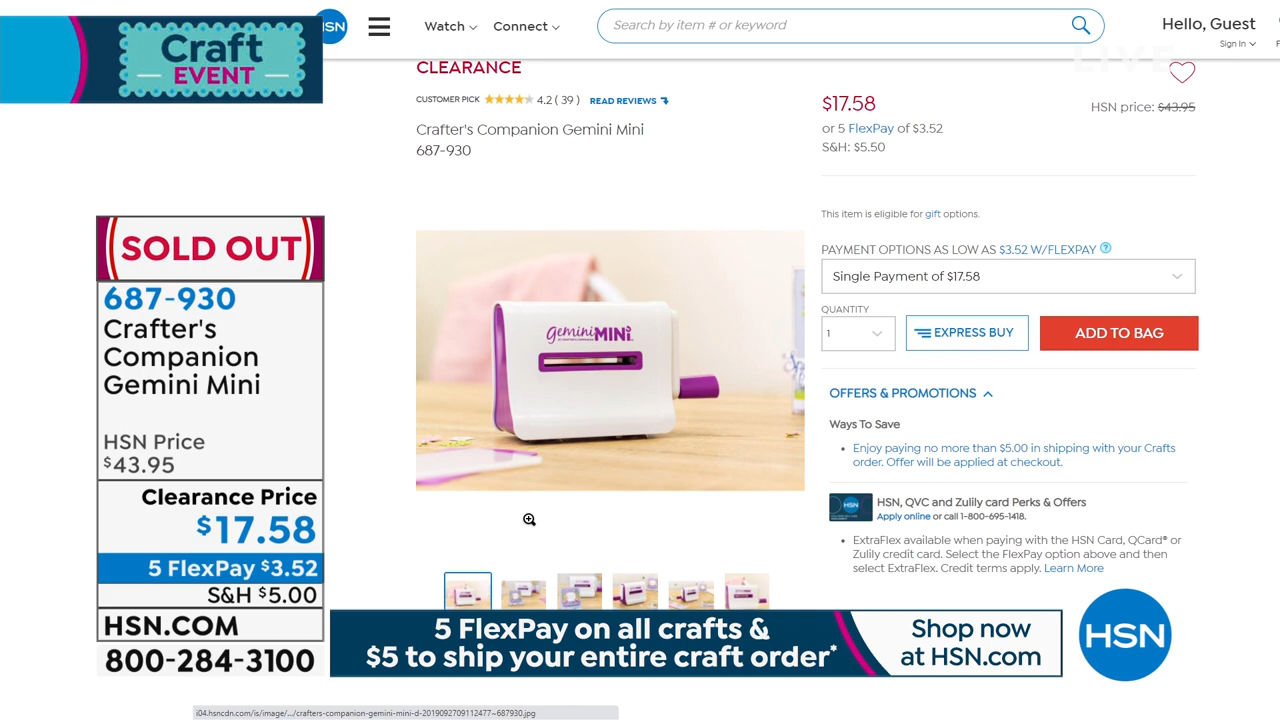 Craft
EVENT
HSN
Watch
Connect
Search by item # or keyword
Hello, Guest
Sign In
LIVE
CLEARANCE
CUSTOMER PICK
4.2 ( 39 )
READ REVIEWS
Crafter's Companion Gemini Mini
687-930
$17.58
HSN price: $43.95
or 5 FlexPay of $3.52
S&H: $5.50
This item is eligible for gift options.
PAYMENT OPTIONS AS LOW AS $3.52 W/FLEXPAY ?
Single Payment of $17.58
QUANTITY
1
EXPRESS BUY
ADD TO BAG
OFFERS & PROMOTIONS
Ways To Save
• Enjoy paying no more than $5.00 in shipping with your Crafts
order. Offer will be applied at checkout.
HSN
HSN, QVC and Zulily card Perks & Offers
Apply online or call 1-800-695-1418.
• ExtraFlex available when paying with the HSN Card, QCard® or
Zulily credit card. Select the FlexPay option above and then
select ExtraFlex. Credit terms apply. Learn More
gemini MINI
SOLD OUT
687-930
Crafter's
Companion
Gemini Mini
HSN Price
$43.95
Clearance Price
$17.58
5 FlexPay $3.52
S&H $5.00
HSN.COM
800-284-3100
5 FlexPay on all crafts &
$5 to ship your entire craft order*
Shop now
at HSN.com
HSN
i04.hsncdn.com/is/image/.../crafters-companion-gemini-mini-d-2019092709112477~687930.jpg